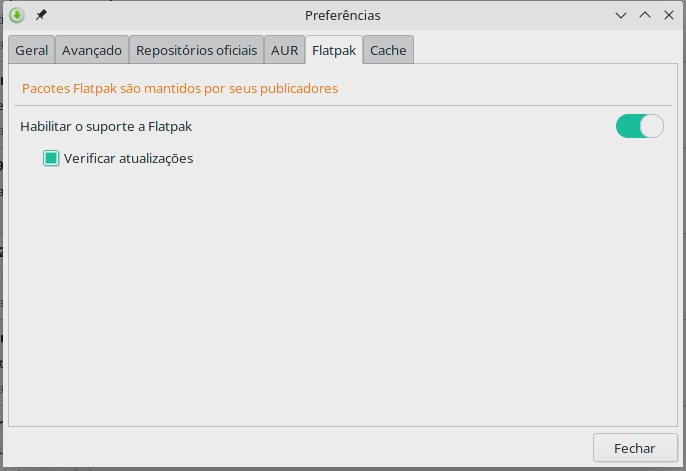 Preferências
Geral Avançado Repositórios oficiais AUR Flatpak Cache
Pacotes Flatpak são mantidos por seus publicadores
Habilitar o suporte a Flatpak
Verificar atualizações
Fechar